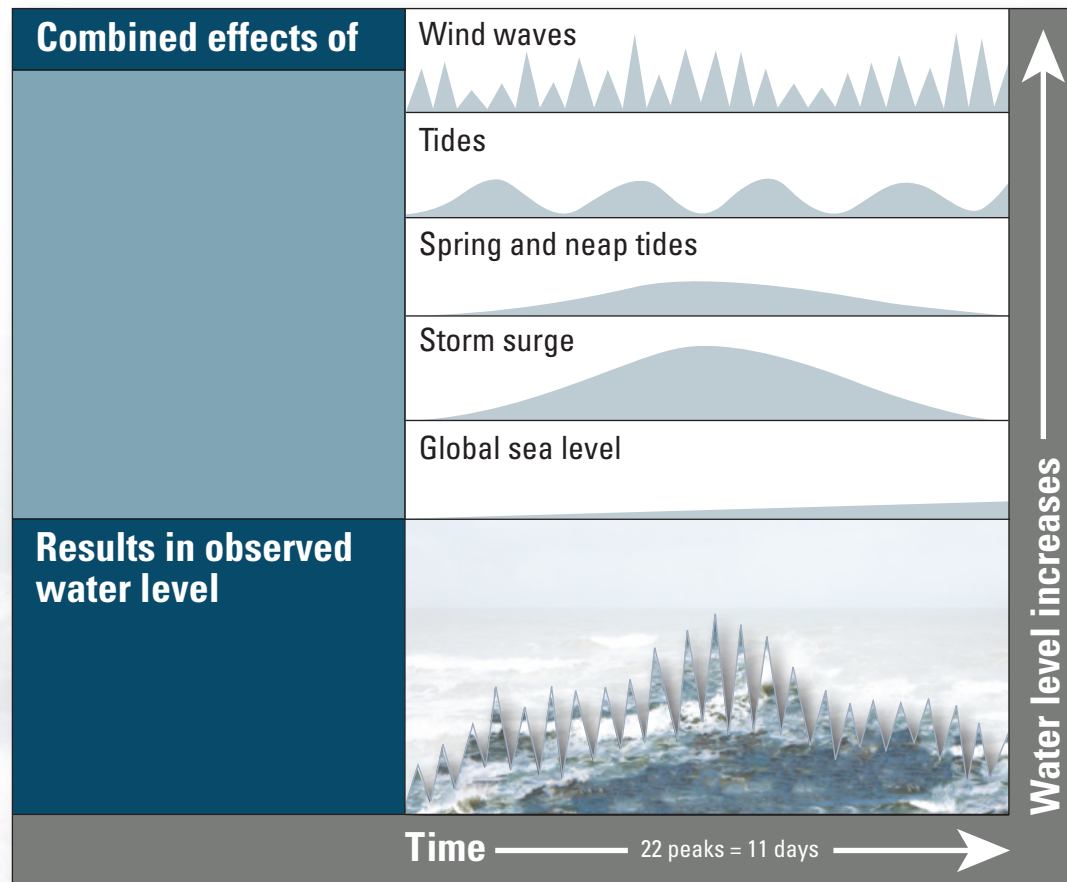 Combined effects of
Wind waves
Tides
Spring and neap tides
Storm surge
Global sea level
Results in observed
water level
Water level increases
Time
22 peaks = 11 days